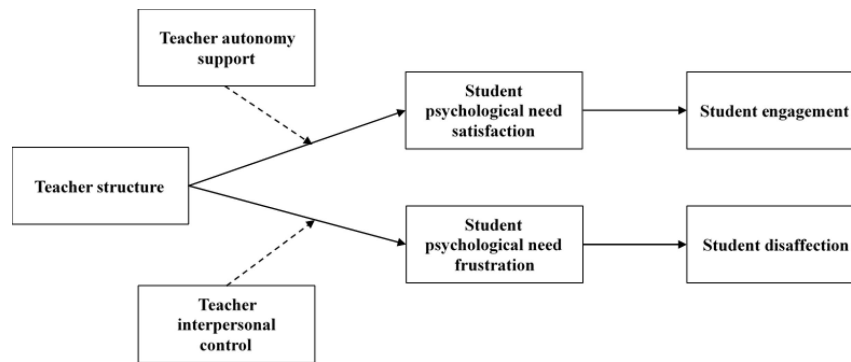 Teacher autonomy
support
Student
psychological need
satisfaction
Student engagement
Teacher structure
Student
psychological need
frustration
Student disaffection
Teacher
interpersonal
control